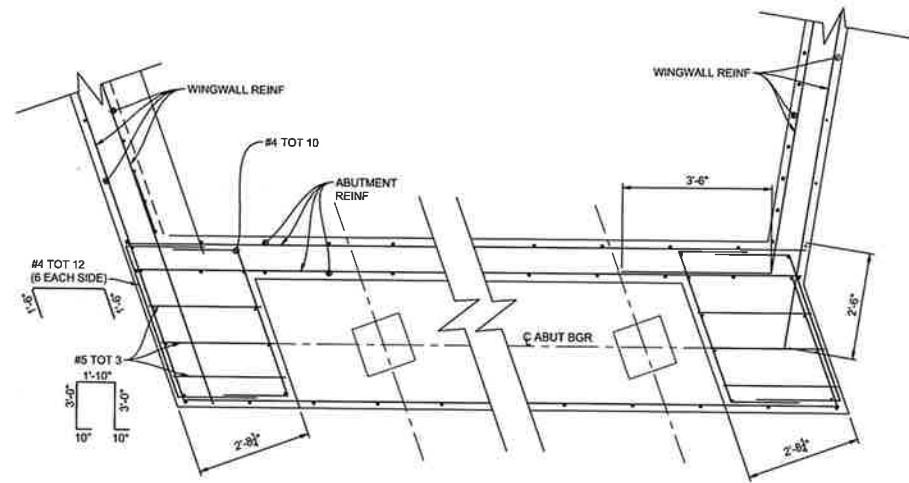 WINGWALL REINF
WINGWALL REINF
#4 TOT 10
ABUTMENT
REINF
3'-6"
#4 TOT 12
(6 EACH SIDE)
1'-6"
1'-6"
2'-6"
℄ ABUT BGR
#5 TOT 3
1'-10"
3'-0"
3'-0"
10"
10"
2'-8¼"
2'-8¼"